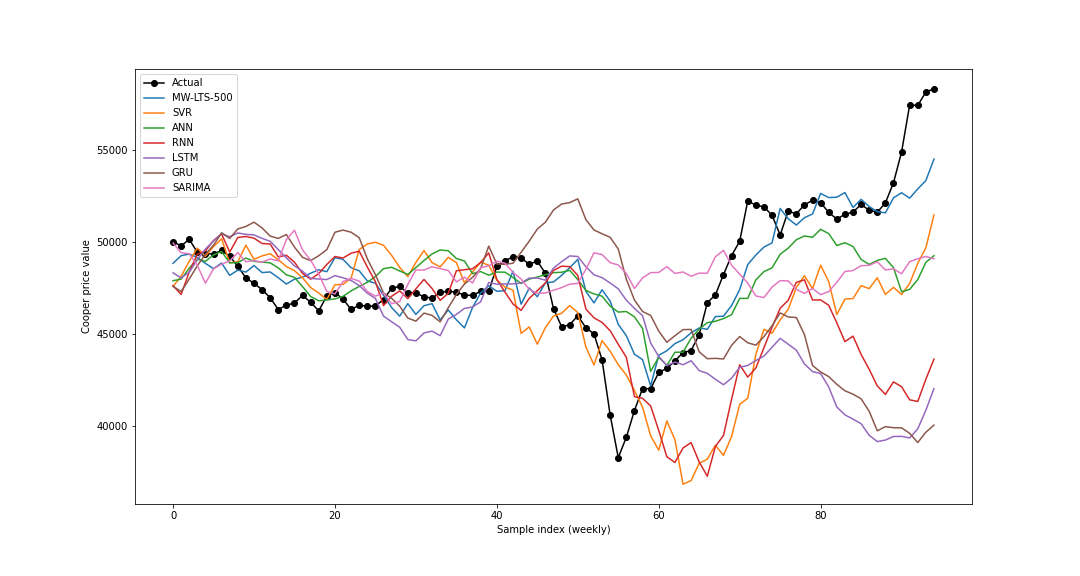 Actual
MW-LTS-500
SVR
ANN
RNN
LSTM
GRU
SARIMA
55000
50000
45000
40000
Cooper price value
0 20 40 60 80
Sample index (weekly)